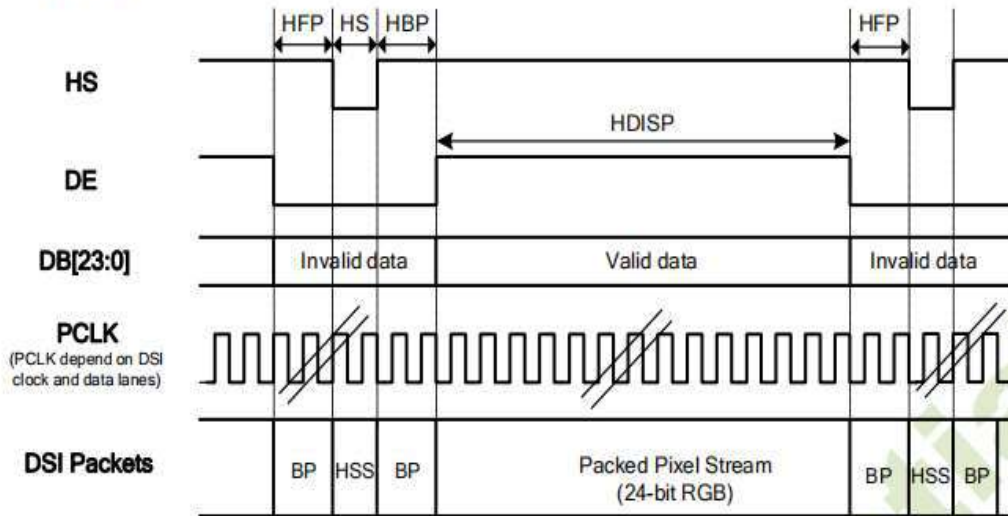 HFP HS HBP HFP
HS
HDISP
DE
DB[23:0] Invalid data Valid data Invalid data
PCLK
(PCLK depend on DSI
clock and data lanes)
DSI Packets BP HSS BP Packed Pixel Stream BP HSS BP
(24-bit RGB)